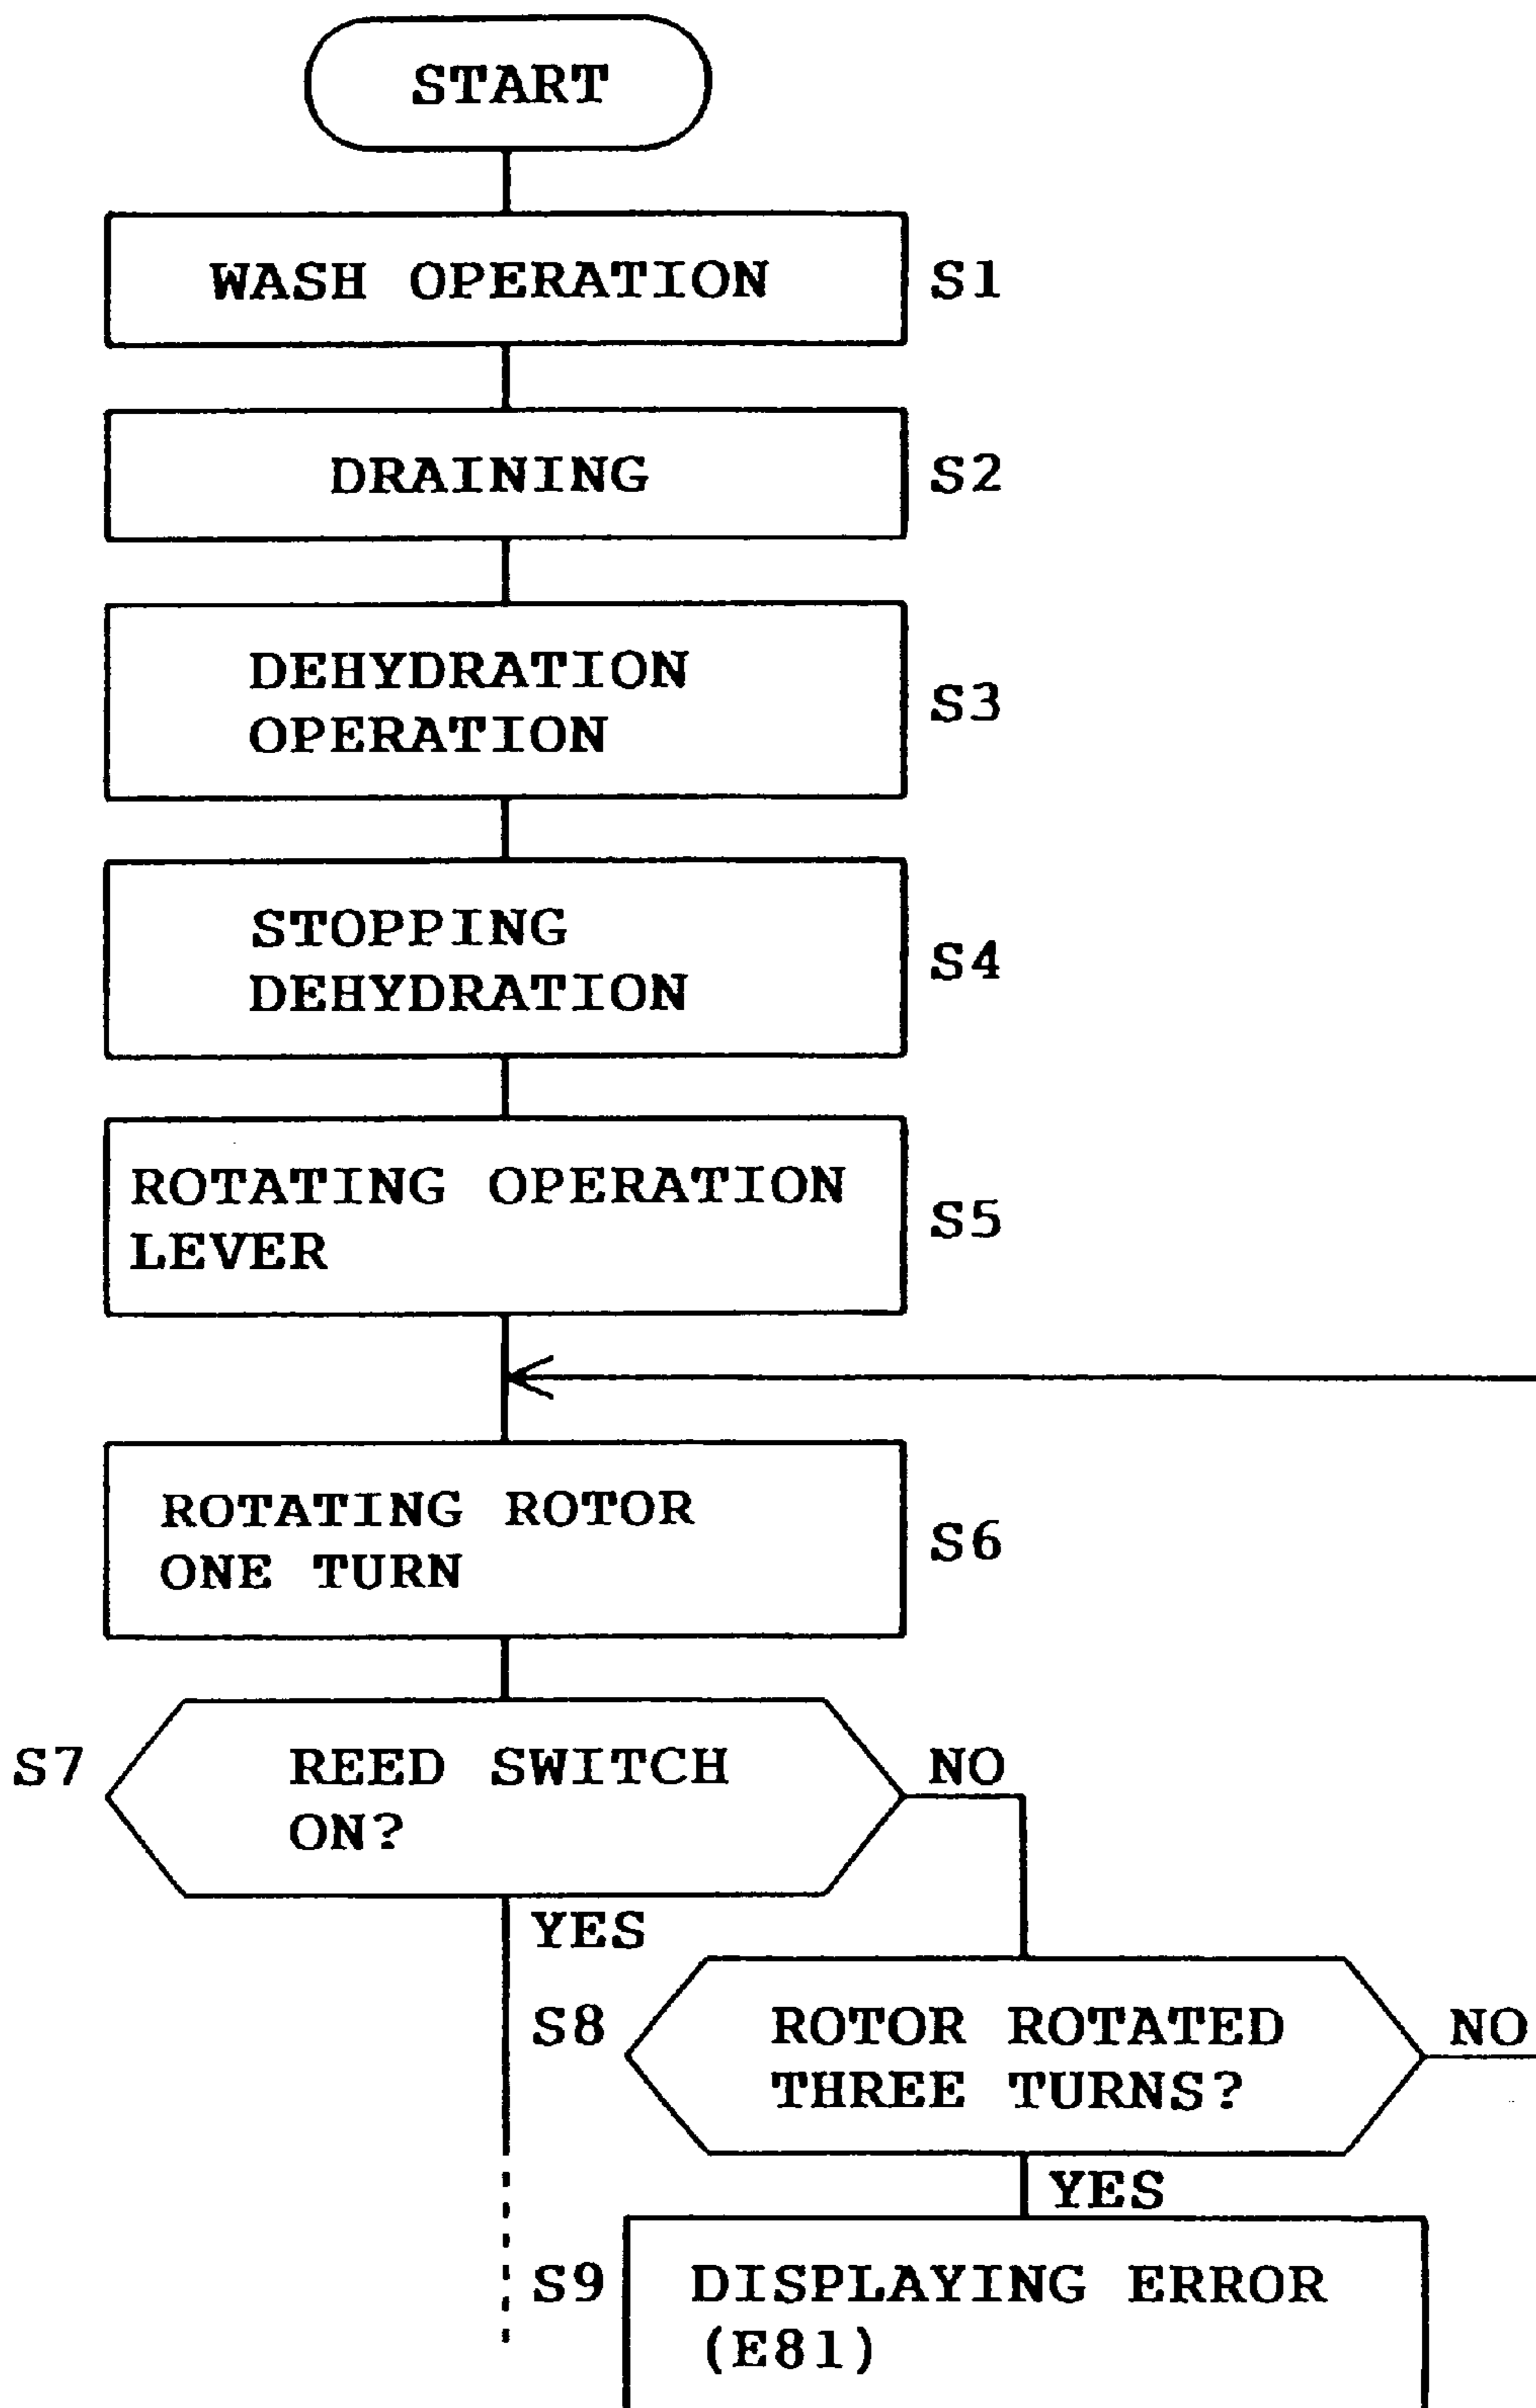 START
WASH OPERATION S1
DRAINING S2
DEHYDRATION
OPERATION
S3
STOPPING
DEHYDRATION
S4
ROTATING OPERATION
LEVER
S5
ROTATING ROTOR
ONE TURN
S6
S7 REED SWITCH NO
ON?
YES
S8 ROTOR ROTATED NO
THREE TURNS?
YES
S9 DISPLAYING ERROR
(E81)